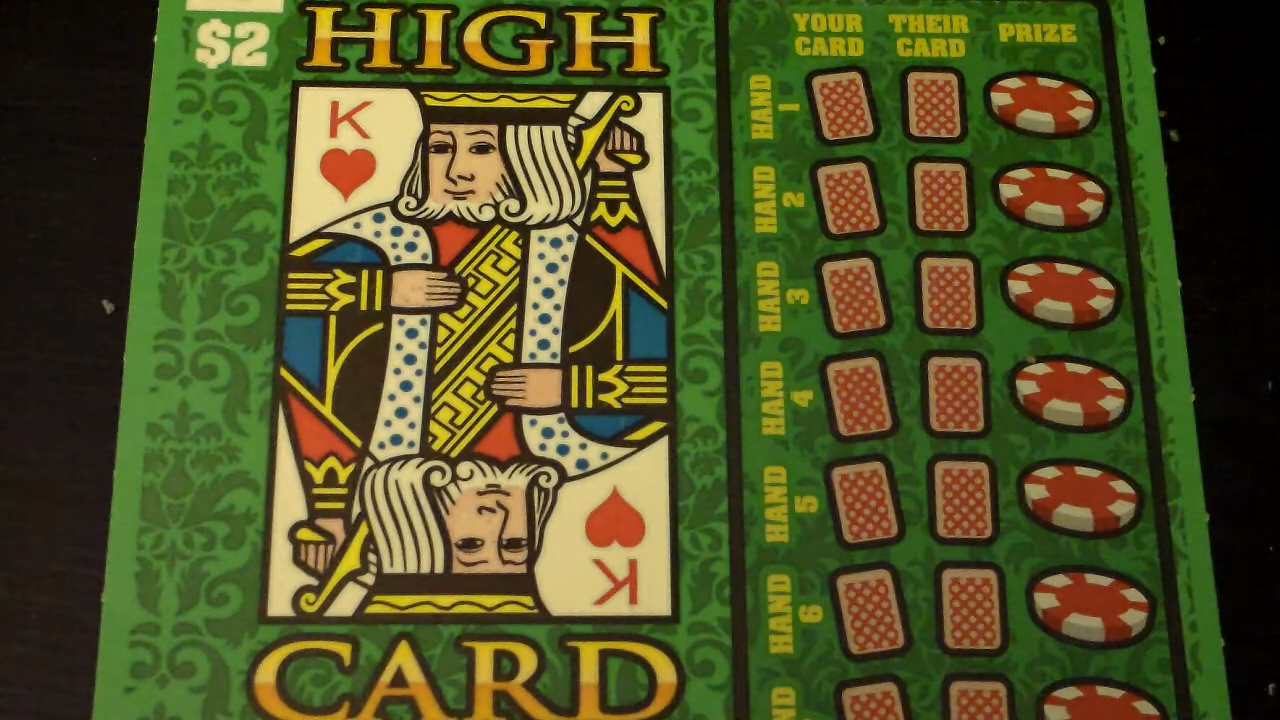 $2
HIGH
K
K
CARD
YOUR CARD
THEIR CARD
PRIZE
HAND 1
HAND 2
HAND 3
HAND 4
HAND 5
HAND 6
HAND